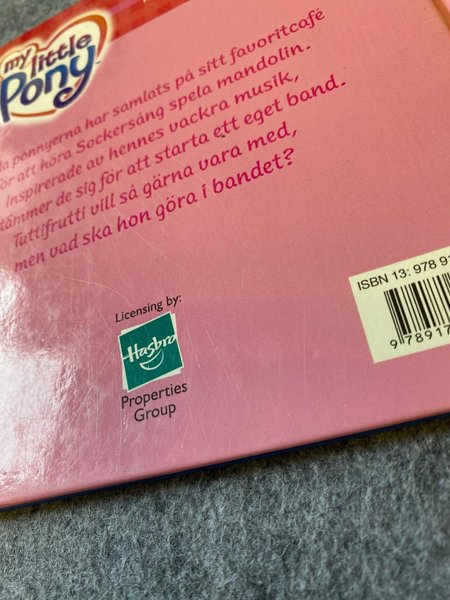 my little Pony
la ponnyerna har samlats på sitt favoritcafé
för att höra Sockersång spela mandolin.
Inspirerade av hennes vackra musik,
tämmer de sig för att starta ett eget band.
Tuttifrutti vill så gärna vara med,
men vad ska hon göra i bandet?
Licensing by:
Hasbro
Properties
Group
ISBN 13: 978 91
9 78917